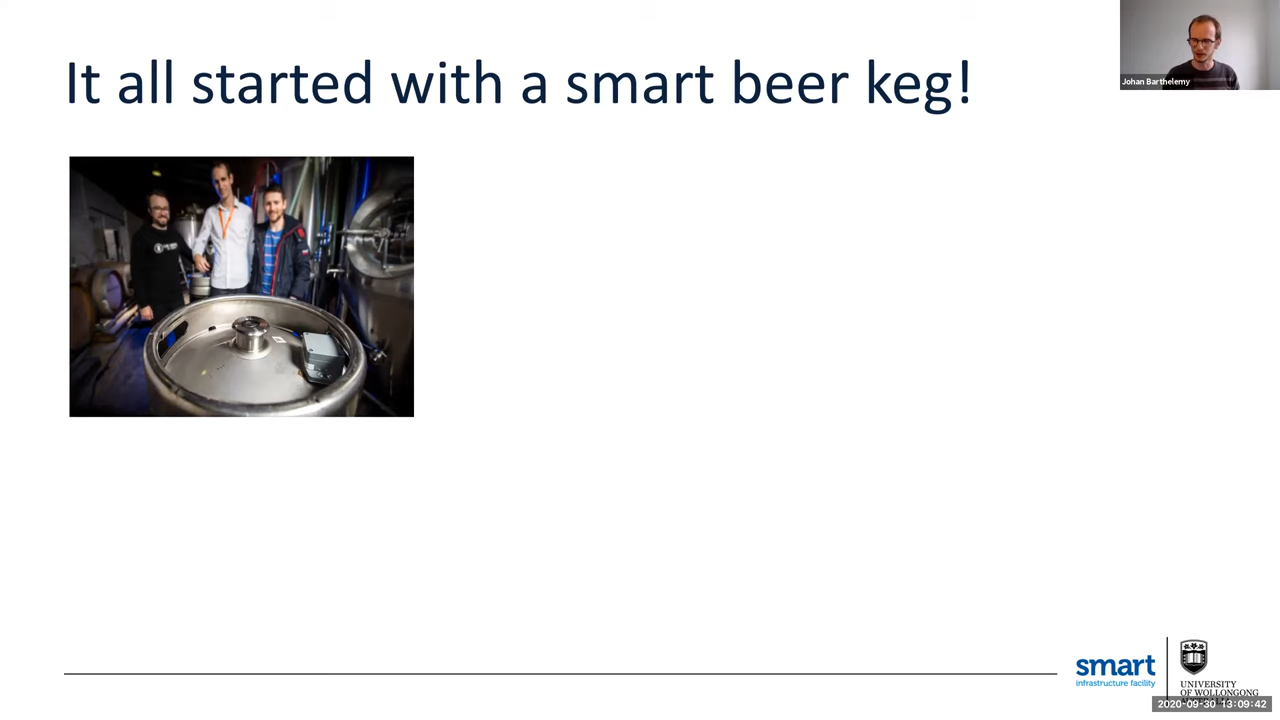 It all started with a smart beer keg!
Johan Barthelemy
smart
infrastructure facility
UNIVERSITY
OF WOLLONGONG
AUSTRALIA
2020-09-30 13:09:42